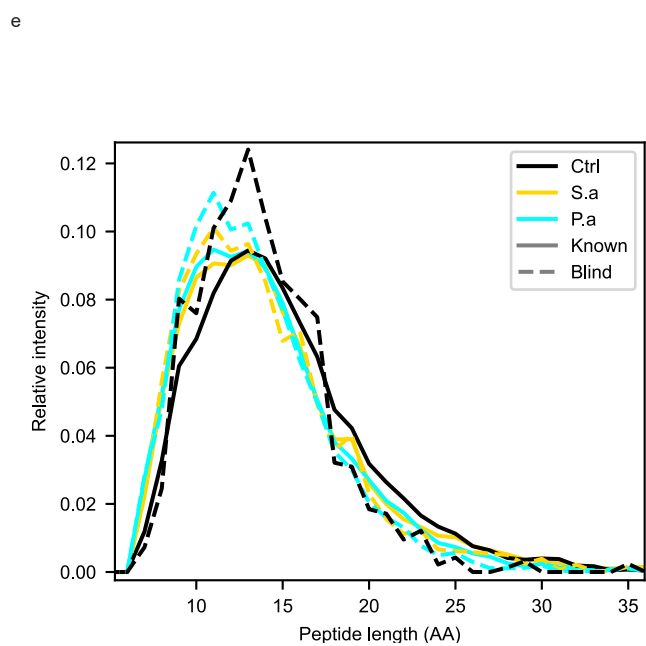 e
0.12
0.10
0.08
0.06
0.04
0.02
0.00
Relative intensity
Ctrl
S.a
P.a
Known
Blind
10 15 20 25 30 35
Peptide length (AA)